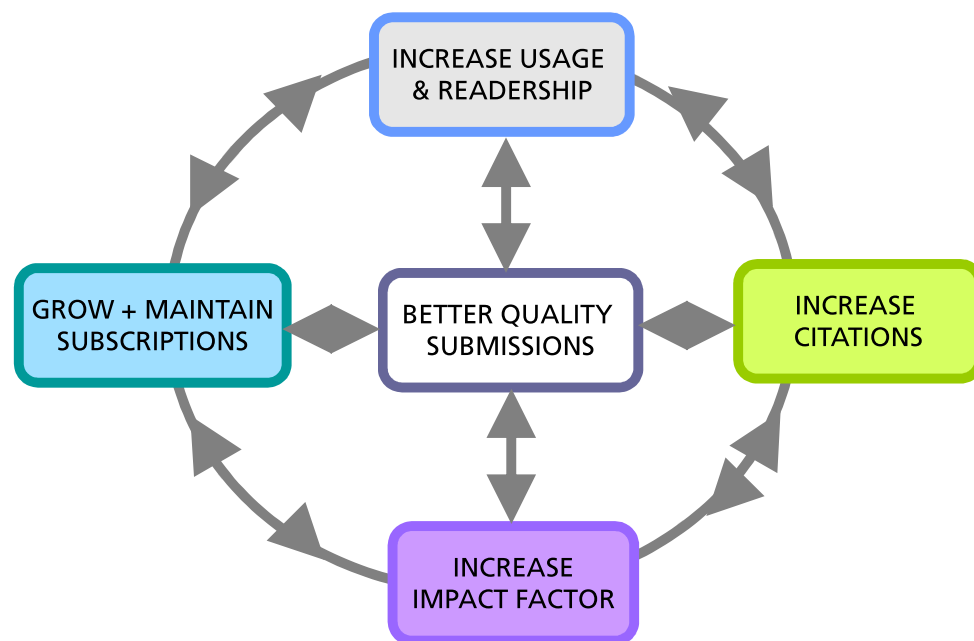 INCREASE USAGE
& READERSHIP
GROW + MAINTAIN
SUBSCRIPTIONS
BETTER QUALITY
SUBMISSIONS
INCREASE
CITATIONS
INCREASE
IMPACT FACTOR